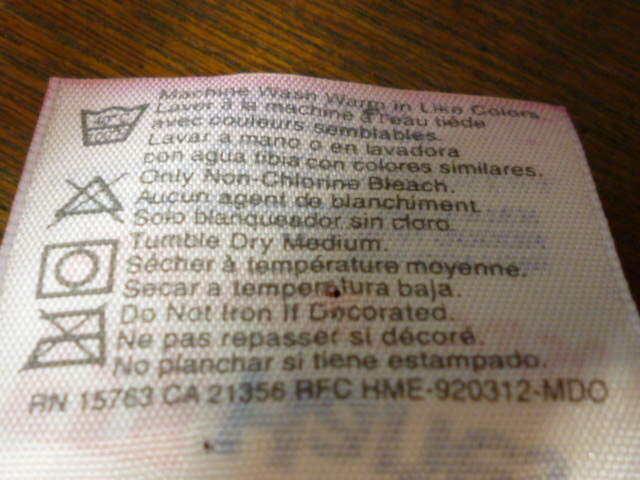 Machine Wash Warm in Like Colors.
Laver à la machine à l'eau tiède
avec couleurs semblables.
Lavar a mano o en lavadora
con agua tibia con colores similares.
Only Non-Chlorine Bleach.
Aucun agent de blanchiment.
Solo blanqueador sin cloro.
Tumble Dry Medium.
Sécher à température moyenne.
Secar a temperatura baja.
Do Not Iron If Decorated.
Ne pas repasser si décoré.
No planchar si tiene estampado.
RN 15763 CA 21356 RFC HME-920312-MDO